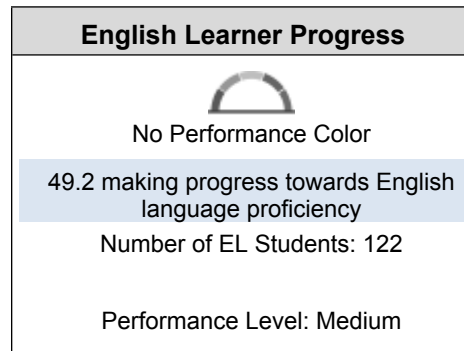 English Learner Progress
No Performance Color
49.2 making progress towards English
language proficiency
Number of EL Students: 122
Performance Level: Medium